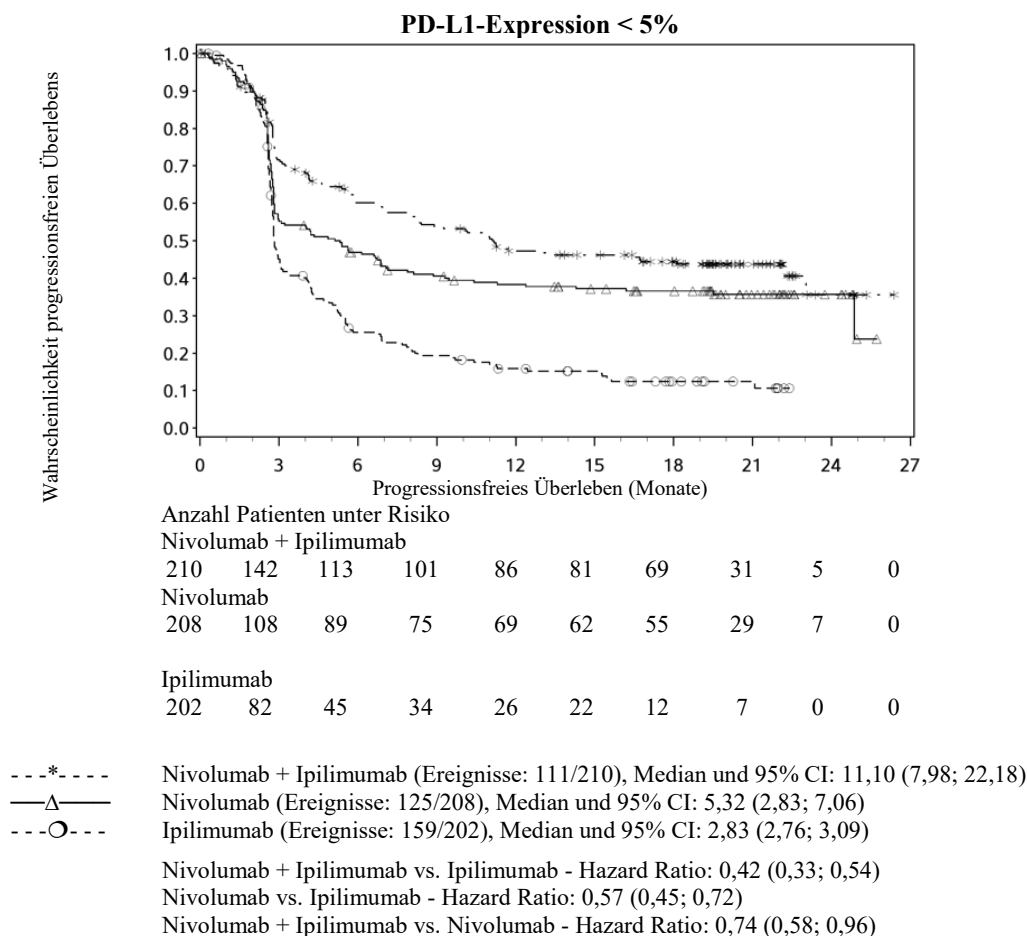 PD-L1-Expression < 5%
Wahrscheinlichkeit progressionsfreien Überlebens
1.0
0.9
0.8
0.7
0.6
0.5
0.4
0.3
0.2
0.1
0.0
0 3 6 9 12 15 18 21 24 27
Progressionsfreies Überleben (Monate)
Anzahl Patienten unter Risiko
Nivolumab + Ipilimumab
210 142 113 101 86 81 69 31 5 0
Nivolumab
208 108 89 75 69 62 55 29 7 0
Ipilimumab
202 82 45 34 26 22 12 7 0 0
- - -*- - - - Nivolumab + Ipilimumab (Ereignisse: 111/210), Median und 95% CI: 11,10 (7,98; 22,18)
——Δ—— Nivolumab (Ereignisse: 125/208), Median und 95% CI: 5,32 (2,83; 7,06)
- - -❍- - - Ipilimumab (Ereignisse: 159/202), Median und 95% CI: 2,83 (2,76; 3,09)
Nivolumab + Ipilimumab vs. Ipilimumab - Hazard Ratio: 0,42 (0,33; 0,54)
Nivolumab vs. Ipilimumab - Hazard Ratio: 0,57 (0,45; 0,72)
Nivolumab + Ipilimumab vs. Nivolumab - Hazard Ratio: 0,74 (0,58; 0,96)